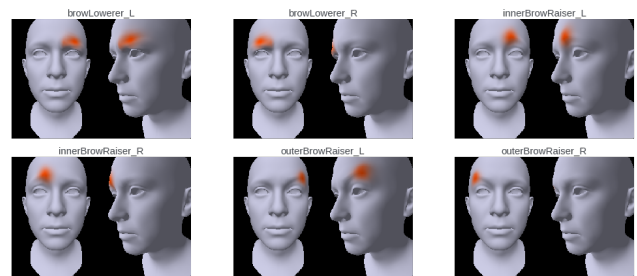 browLowerer_L
browLowerer_R
innerBrowRaiser_L
innerBrowRaiser_R
outerBrowRaiser_L
outerBrowRaiser_R